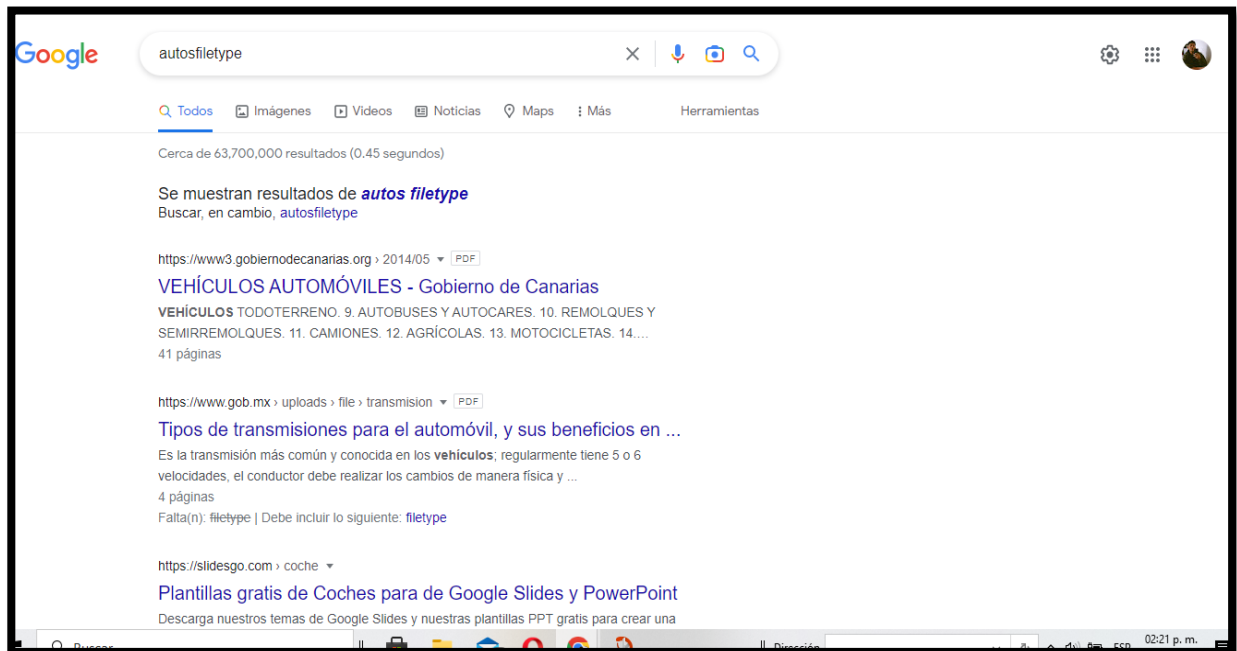 Google
autosfiletype
Todos Imágenes Videos Noticias Maps Más Herramientas
Cerca de 63,700,000 resultados (0.45 segundos)
Se muestran resultados de autos filetype
Buscar, en cambio, autosfiletype
https://www3.gobiernodecanarias.org › 2014/05 PDF
VEHÍCULOS AUTOMÓVILES - Gobierno de Canarias
VEHÍCULOS TODOTERRENO. 9. AUTOBUSES Y AUTOCARES. 10. REMOLQUES Y
SEMIRREMOLQUES. 11. CAMIONES. 12. AGRÍCOLAS. 13. MOTOCICLETAS. 14....
41 páginas
https://www.gob.mx › uploads › file › transmision PDF
Tipos de transmisiones para el automóvil, y sus beneficios en ...
Es la transmisión más común y conocida en los vehículos; regularmente tiene 5 o 6
velocidades, el conductor debe realizar los cambios de manera física y ...
4 páginas
Falta(n): filetype | Debe incluir lo siguiente: filetype
https://slidesgo.com › coche
Plantillas gratis de Coches para de Google Slides y PowerPoint
Descarga nuestros temas de Google Slides y nuestras plantillas PPT gratis para crear una
Buscar Dirección ESP 02:21 p. m.